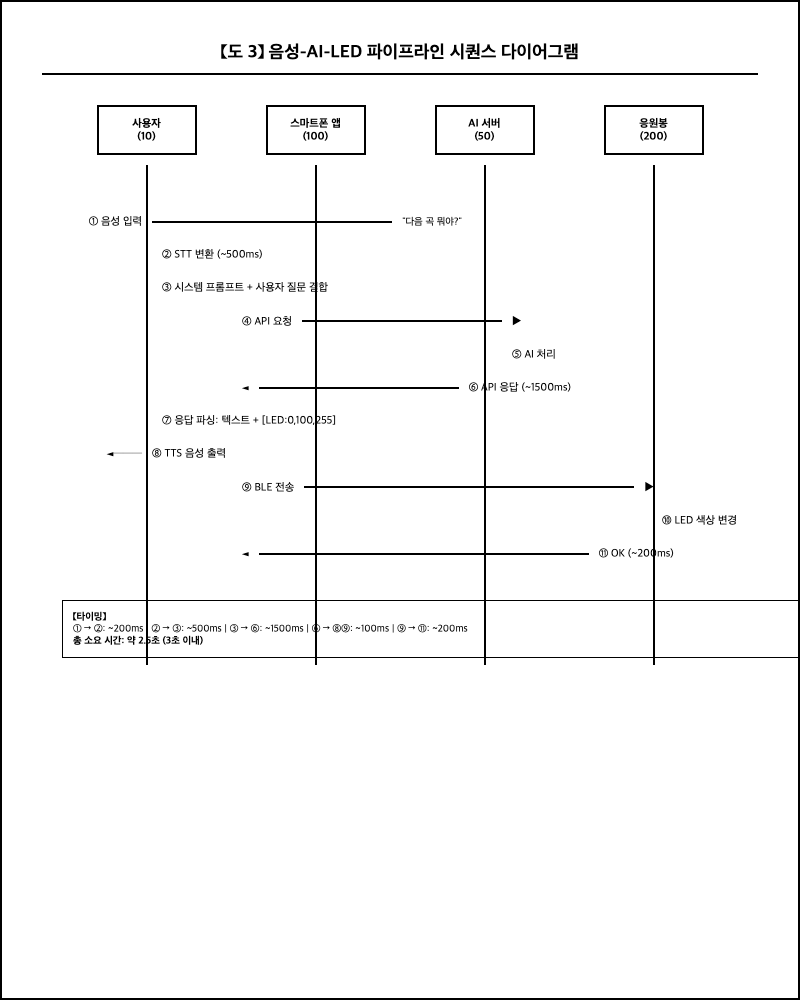 【도 3】 음성-AI-LED 파이프라인 시퀀스 다이어그램
사용자
(10)
스마트폰 앱
(100)
AI 서버
(50)
응원봉
(200)
① 음성 입력
"다음 곡 뭐야?"
② STT 변환 (~500ms)
③ 시스템 프롬프트 + 사용자 질문 결합
④ API 요청
⑤ AI 처리
⑥ API 응답 (~1500ms)
⑦ 응답 파싱: 텍스트 + [LED:0,100,255]
⑧ TTS 음성 출력
⑨ BLE 전송
⑩ LED 색상 변경
⑪ OK (~200ms)
【타이밍】
① → ②: ~200ms | ② → ③: ~500ms | ③ → ⑥: ~1500ms | ⑥ → ⑧⑨: ~100ms | ⑨ → ⑪: ~200ms
총 소요 시간: 약 2.5초 (3초 이내)